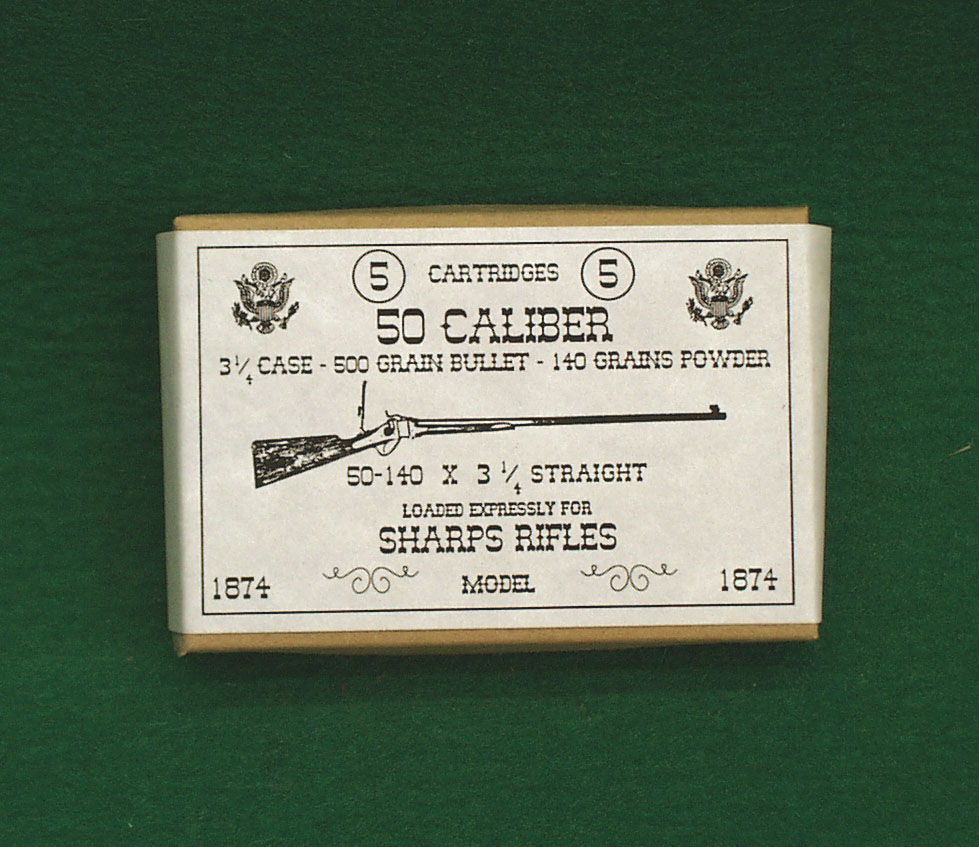 5 CARTRIDGES 5
50 CALIBER
3 1/4 CASE - 500 GRAIN BULLET - 140 GRAINS POWDER
50-140 X 3 1/4 STRAIGHT
LOADED EXPRESSLY FOR
SHARPS RIFLES
1874 MODEL 1874